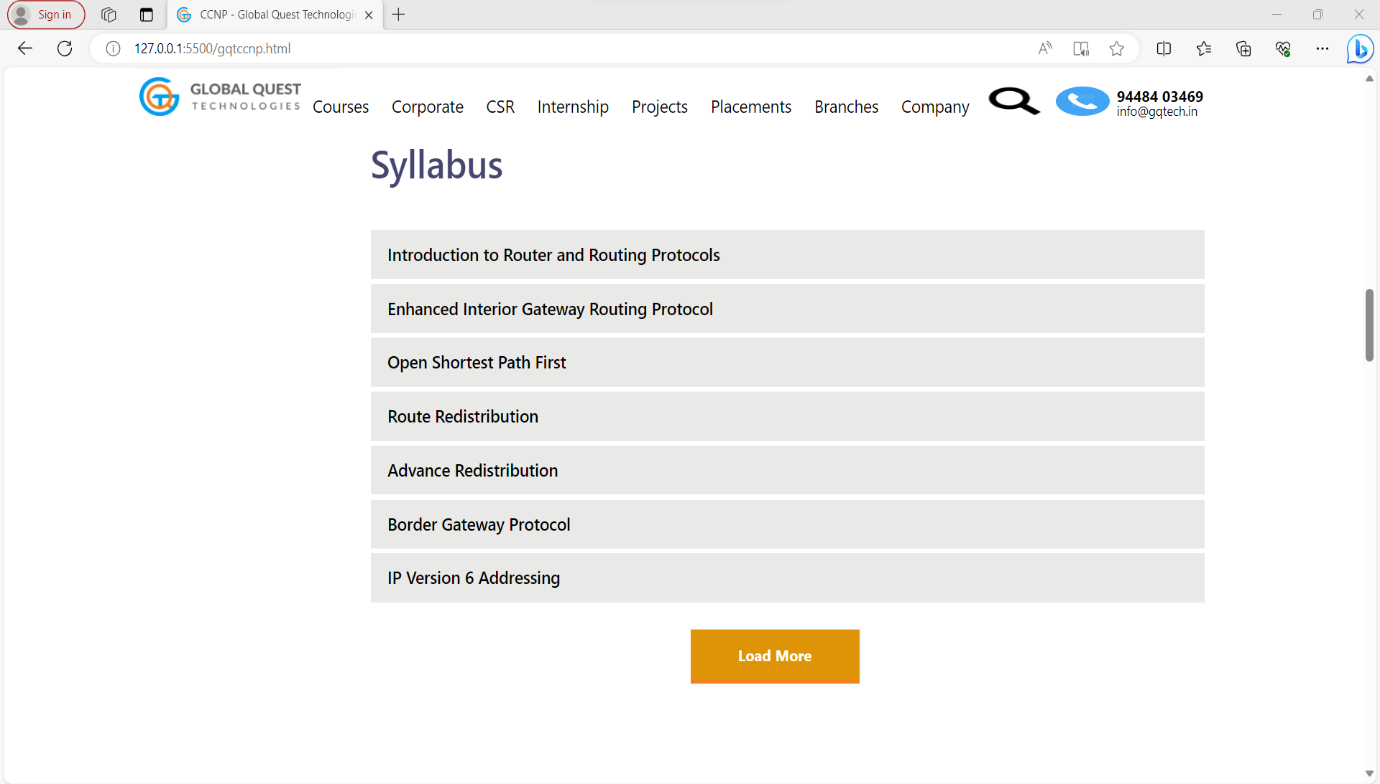 Sign in
CCNP - Global Quest Technologi
127.0.0.1:5500/gqtccnp.html
GLOBAL QUEST
TECHNOLOGIES
Courses Corporate CSR Internship Projects Placements Branches Company
94484 03469
info@gqtech.in
Syllabus
Introduction to Router and Routing Protocols
Enhanced Interior Gateway Routing Protocol
Open Shortest Path First
Route Redistribution
Advance Redistribution
Border Gateway Protocol
IP Version 6 Addressing
Load More